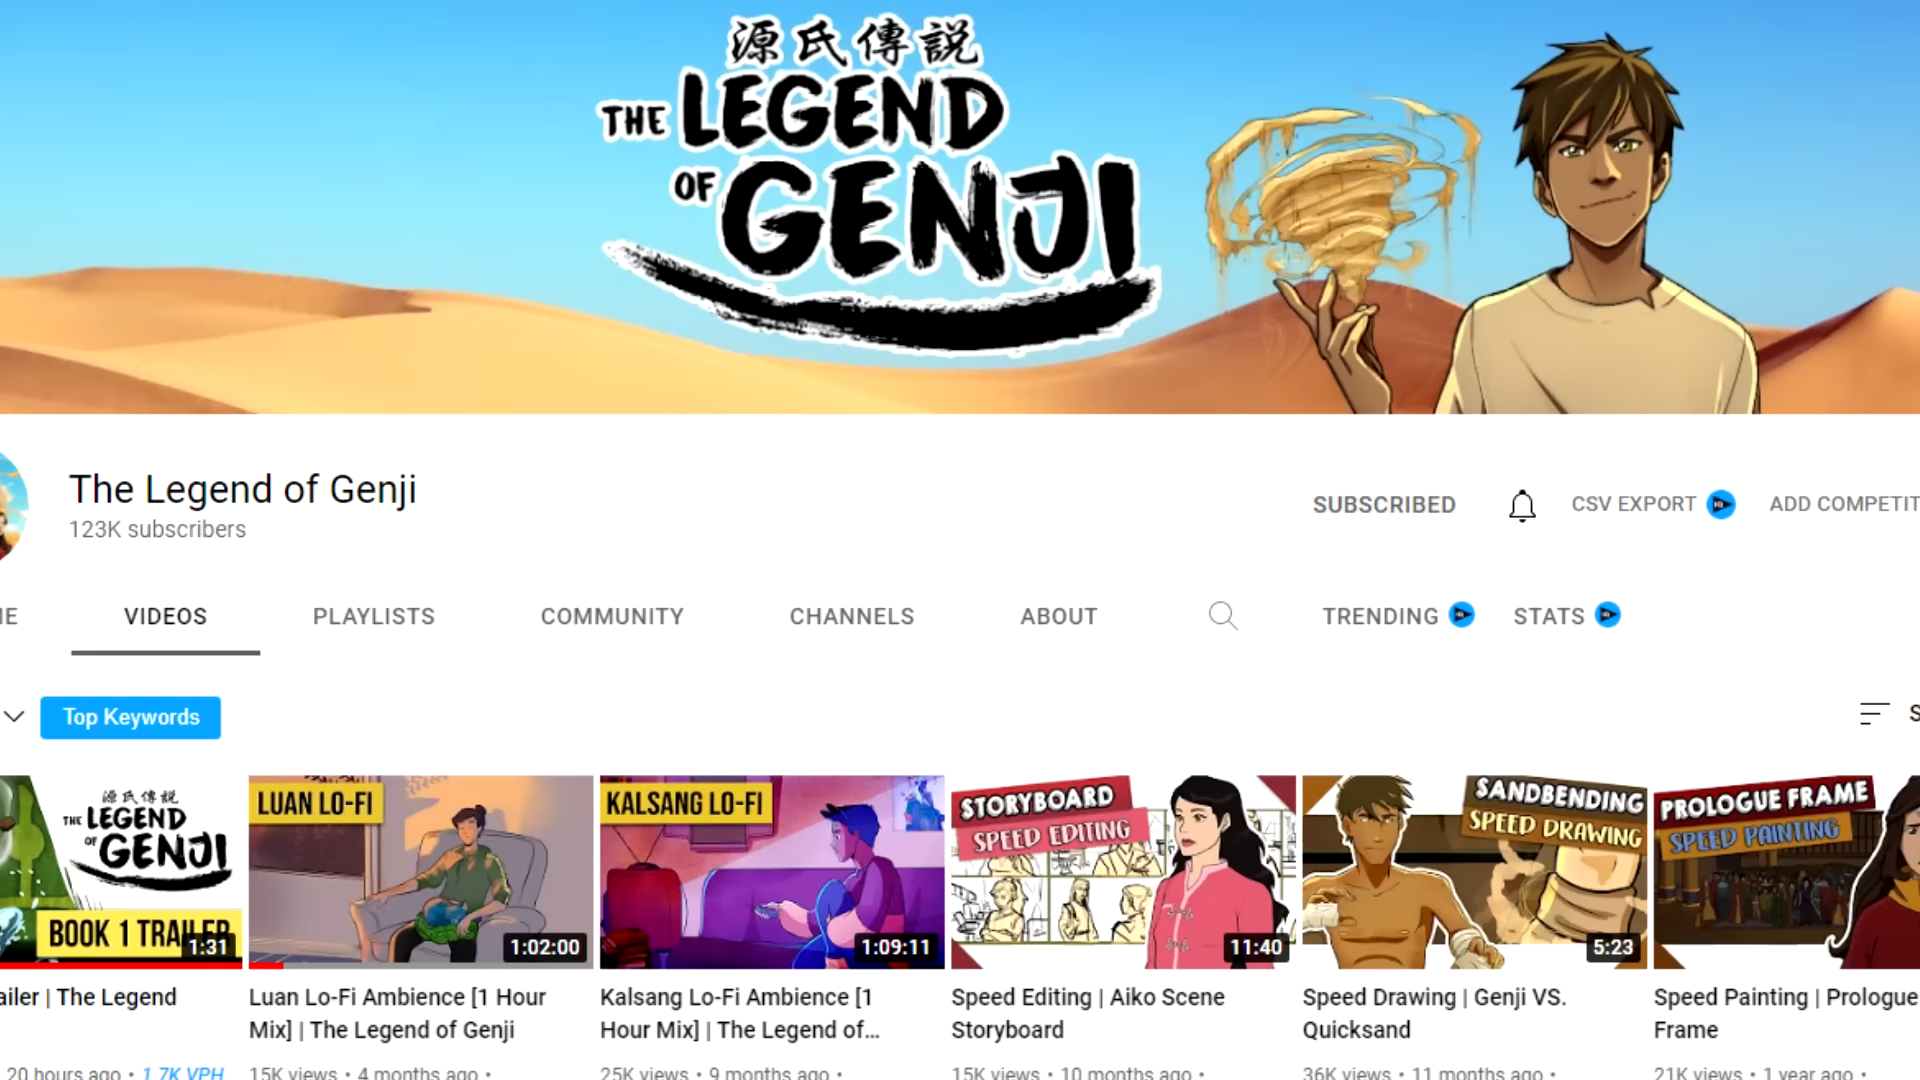 源氏傳説
THE LEGEND
OF GENJI
The Legend of Genji
123K subscribers
SUBSCRIBED
CSV EXPORT
ADD COMPETIT
ME
VIDEOS
PLAYLISTS
COMMUNITY
CHANNELS
ABOUT
TRENDING
STATS
Top Keywords
S
源氏傳説
THE LEGEND
OF GENJI
BOOK 1 TRAILER
1:31
LUAN LO-FI
1:02:00
KALSANG LO-FI
1:09:11
STORYBOARD
SPEED EDITING
11:40
SANDBENDING
SPEED DRAWING
5:23
PROLOGUE FRAME
SPEED PAINTING
ailer | The Legend
20 hours ago • 1.7K VPH
Luan Lo-Fi Ambience [1 Hour
Mix] | The Legend of Genji
15K views • 4 months ago •
Kalsang Lo-Fi Ambience [1
Hour Mix] | The Legend of...
25K views • 9 months ago •
Speed Editing | Aiko Scene
Storyboard
15K views • 10 months ago •
Speed Drawing | Genji VS.
Quicksand
36K views • 11 months ago •
Speed Painting | Prologue
Frame
21K views • 1 year ago •